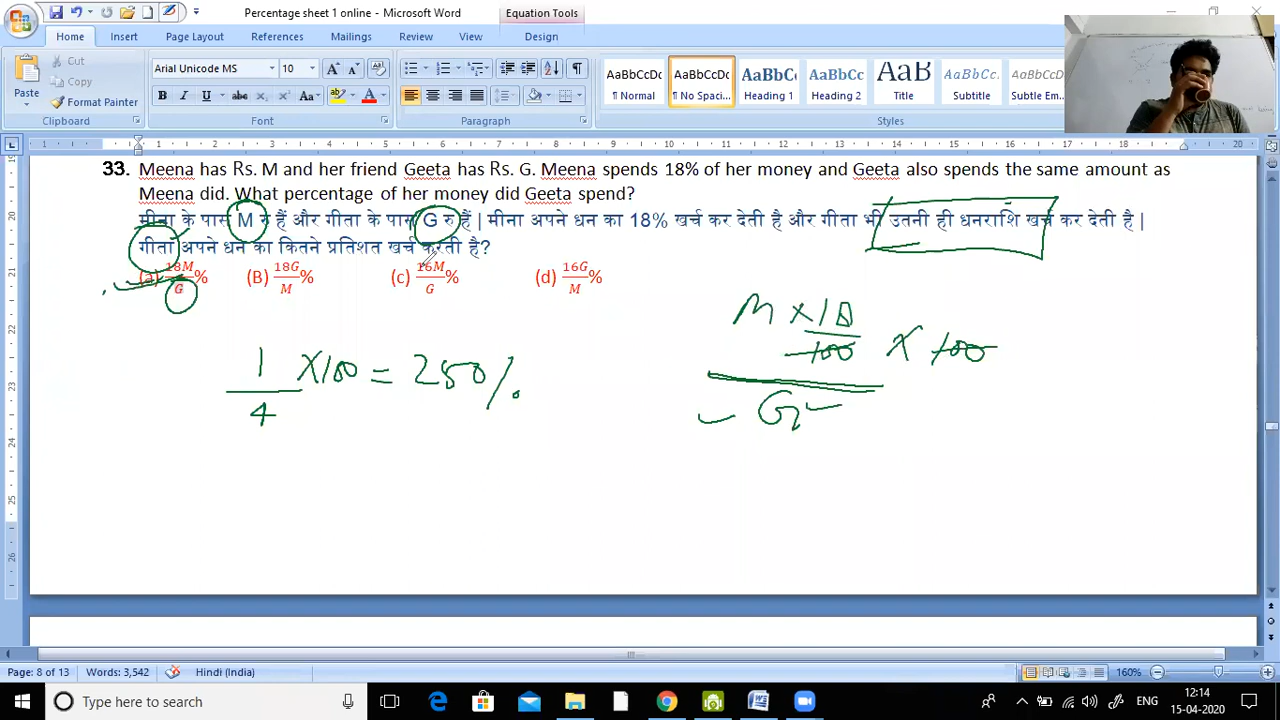 Percentage sheet 1 online - Microsoft Word
Equation Tools
Home Insert Page Layout References Mailings Review View Design
Cut
Copy
Format Painter
Paste
Arial Unicode MS 10
AaBbCcDc AaBbCcDc AaBbCc AaBbCc AaB AaBbCc AaBbCcDc
¶ Normal ¶ No Spaci... Heading 1 Heading 2 Title Subtitle Subtle Em...
Clipboard Font Paragraph Styles
33. Meena has Rs. M and her friend Geeta has Rs. G. Meena spends 18% of her money and Geeta also spends the same amount as
Meena did. What percentage of her money did Geeta spend?
मीना के पास M रु हैं और गीता के पास G रु हैं | मीना अपने धन का 18% खर्च कर देती है और गीता भी उतनी ही धनराशि खर्च कर देती है |
गीता अपने धन का कितने प्रतिशत खर्च करती है?
(a) 18M/G% (B) 18G/M% (c) 16M/G% (d) 16G/M%
M × 18/100 × 100
G
1/4 × 100 = 250%
Page: 8 of 13 Words: 3,542 Hindi (India) 160%
Type here to search
ENG
12:14
15-04-2020